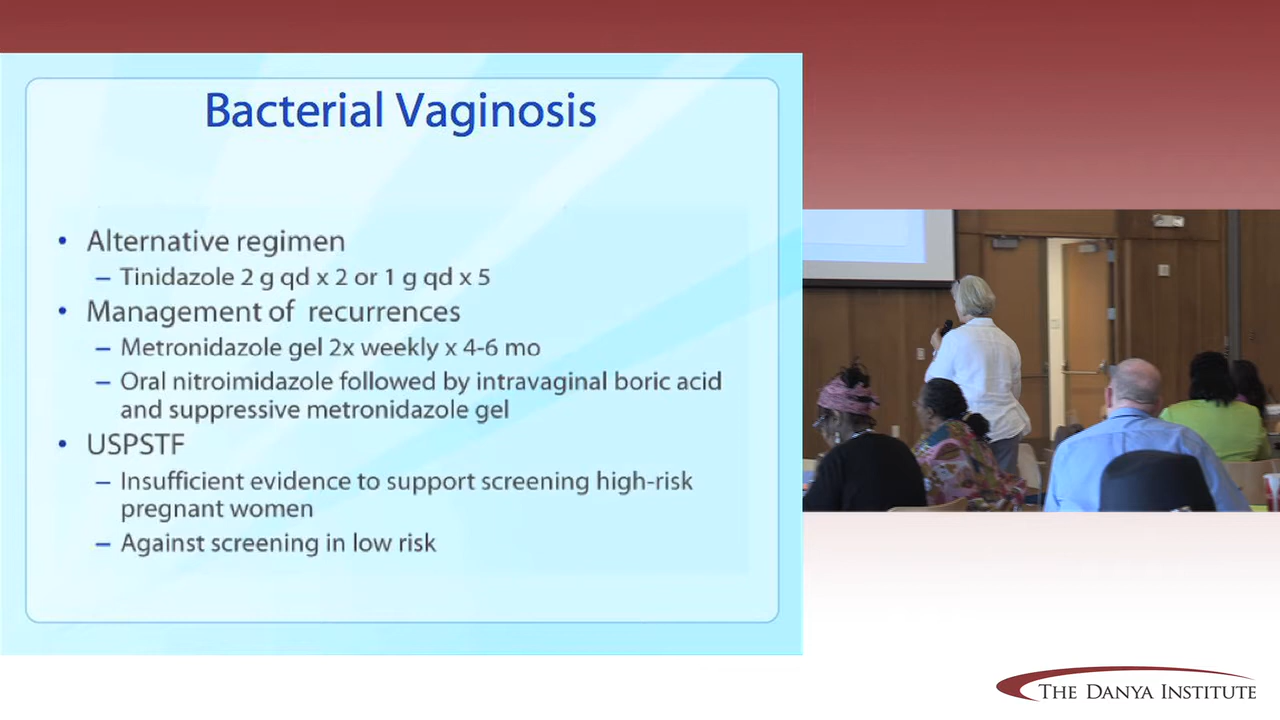 Bacterial Vaginosis
• Alternative regimen
– Tinidazole 2 g qd x 2 or 1 g qd x 5
• Management of recurrences
– Metronidazole gel 2x weekly x 4-6 mo
– Oral nitroimidazole followed by intravaginal boric acid
and suppressive metronidazole gel
• USPSTF
– Insufficient evidence to support screening high-risk
pregnant women
– Against screening in low risk
THE DANYA INSTITUTE